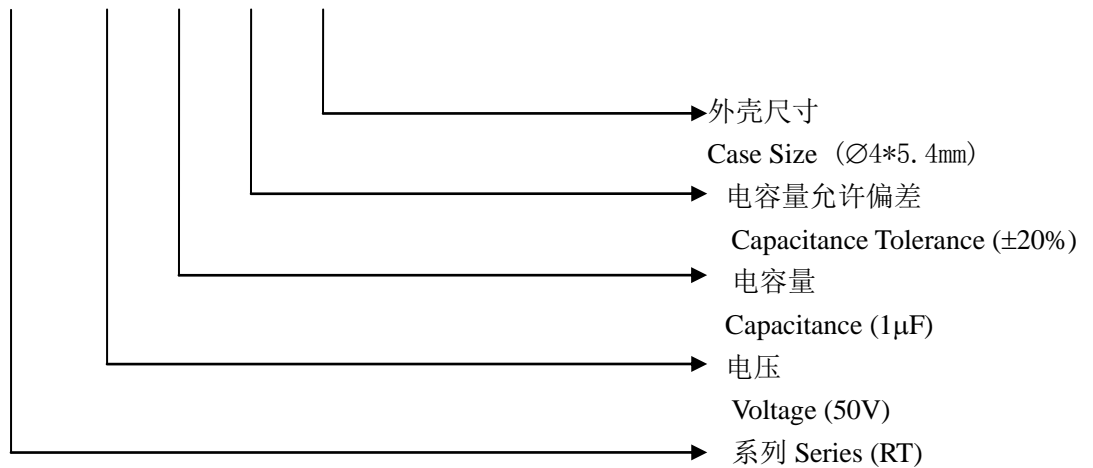 外壳尺寸
Case Size (∅4*5.4mm)
电容量允许偏差
Capacitance Tolerance (±20%)
电容量
Capacitance (1μF)
电压
Voltage (50V)
系列 Series (RT)